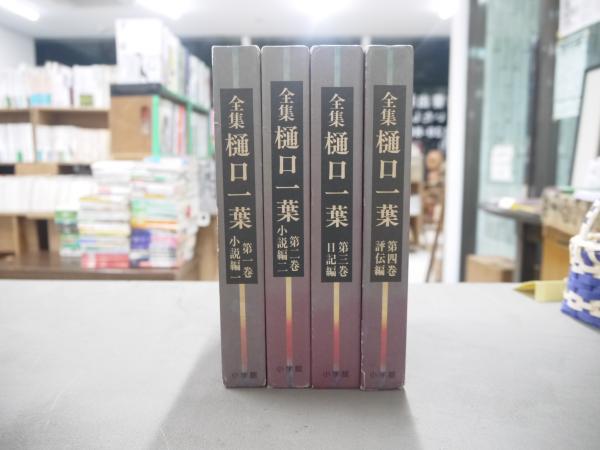 全集
樋口一葉
第一巻
小説編一
小学館
全集
樋口一葉
第二巻
小説編二
小学館
全集
樋口一葉
第三巻
日記編
小学館
全集
樋口一葉
第四巻
評伝編
小学館